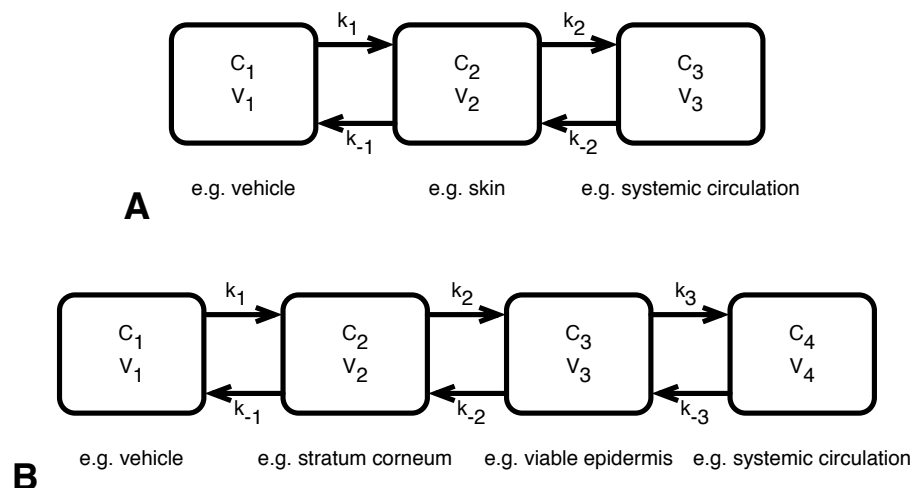 k1 k2
C1 C2 C3
V1 V2 V3
k-1 k-2
e.g. vehicle e.g. skin e.g. systemic circulation
A
k1 k2 k3
C1 C2 C3 C4
V1 V2 V3 V4
k-1 k-2 k-3
e.g. vehicle e.g. stratum corneum e.g. viable epidermis e.g. systemic circulation
B